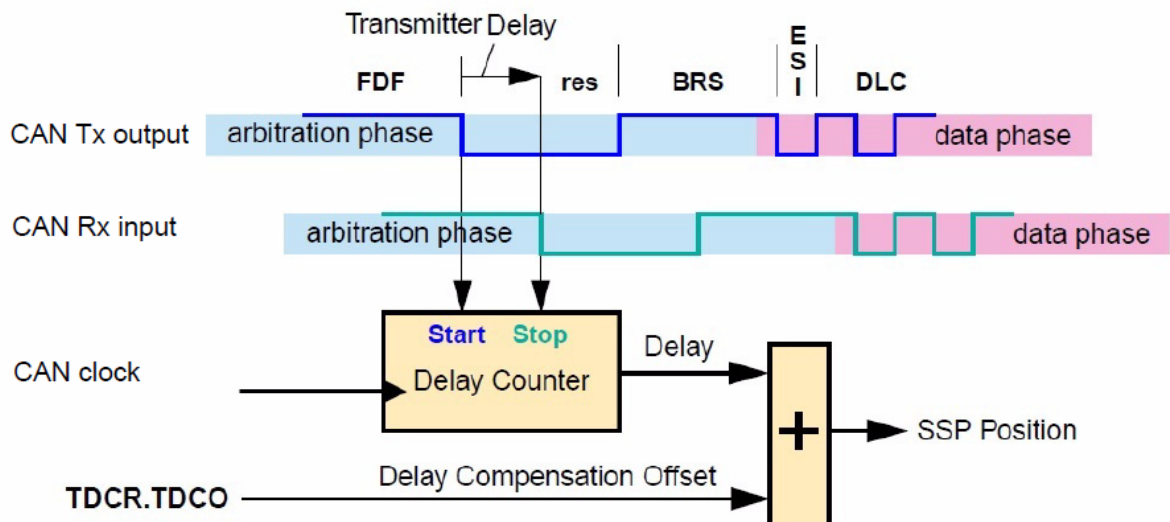 Transmitter Delay
E
S
I
FDF
res
BRS
DLC
CAN Tx output
arbitration phase
data phase
CAN Rx input
arbitration phase
data phase
Start Stop
Delay
CAN clock
Delay Counter
+
SSP Position
Delay Compensation Offset
TDCR.TDCO